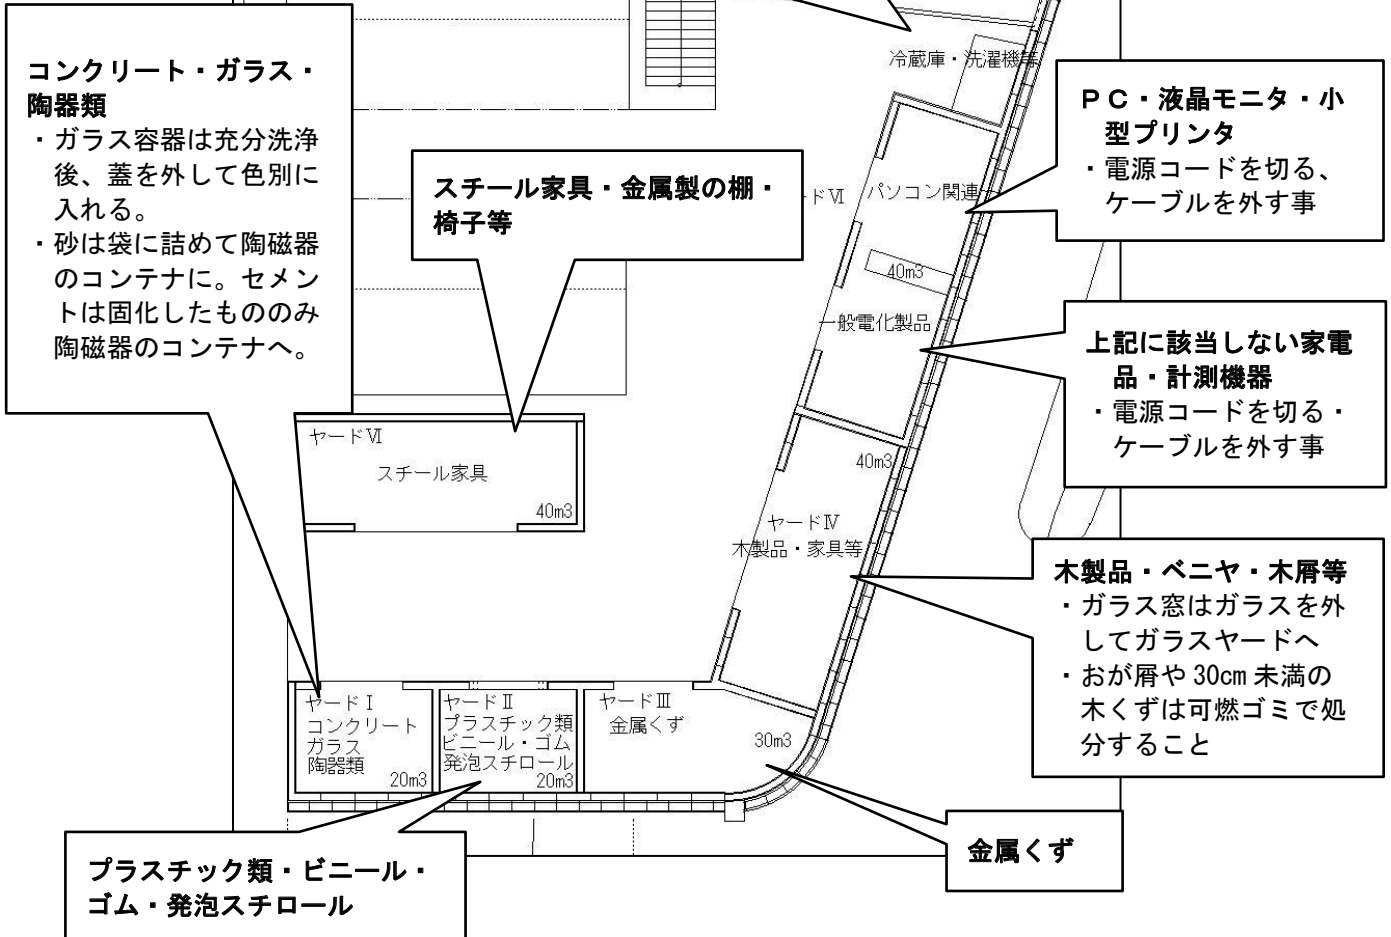 コンクリート・ガラス・
陶器類
・ガラス容器は充分洗浄
後、蓋を外して色別に
入れる。
・砂は袋に詰めて陶磁器
のコンテナに。セメン
トは固化したもののみ
陶磁器のコンテナへ。
スチール家具・金属製の棚・
椅子等
冷蔵庫・洗濯機等
ＰＣ・液晶モニタ・小
型プリンタ
・電源コードを切る、
ケーブルを外す事
ードⅥ
パソコン関連
40m3
一般電化製品
上記に該当しない家電
品・計測機器
・電源コードを切る・
ケーブルを外す事
ヤードⅥ
スチール家具
40m3
40m3
ヤードⅣ
木製品・家具等
木製品・ベニヤ・木屑等
・ガラス窓はガラスを外
してガラスヤードへ
・おが屑や 30cm 未満の
木くずは可燃ゴミで処
分すること
ヤードⅠ
コンクリート
ガラス
陶器類
20m3
ヤードⅡ
プラスチック類
ビニール・ゴム
発泡スチロール
20m3
ヤードⅢ
金属くず
30m3
金属くず
プラスチック類・ビニール・
ゴム・発泡スチロール